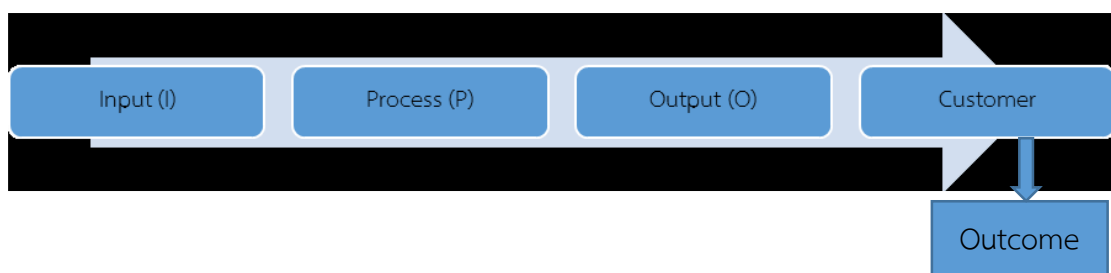 Input (I)
Process (P)
Output (O)
Customer
Outcome